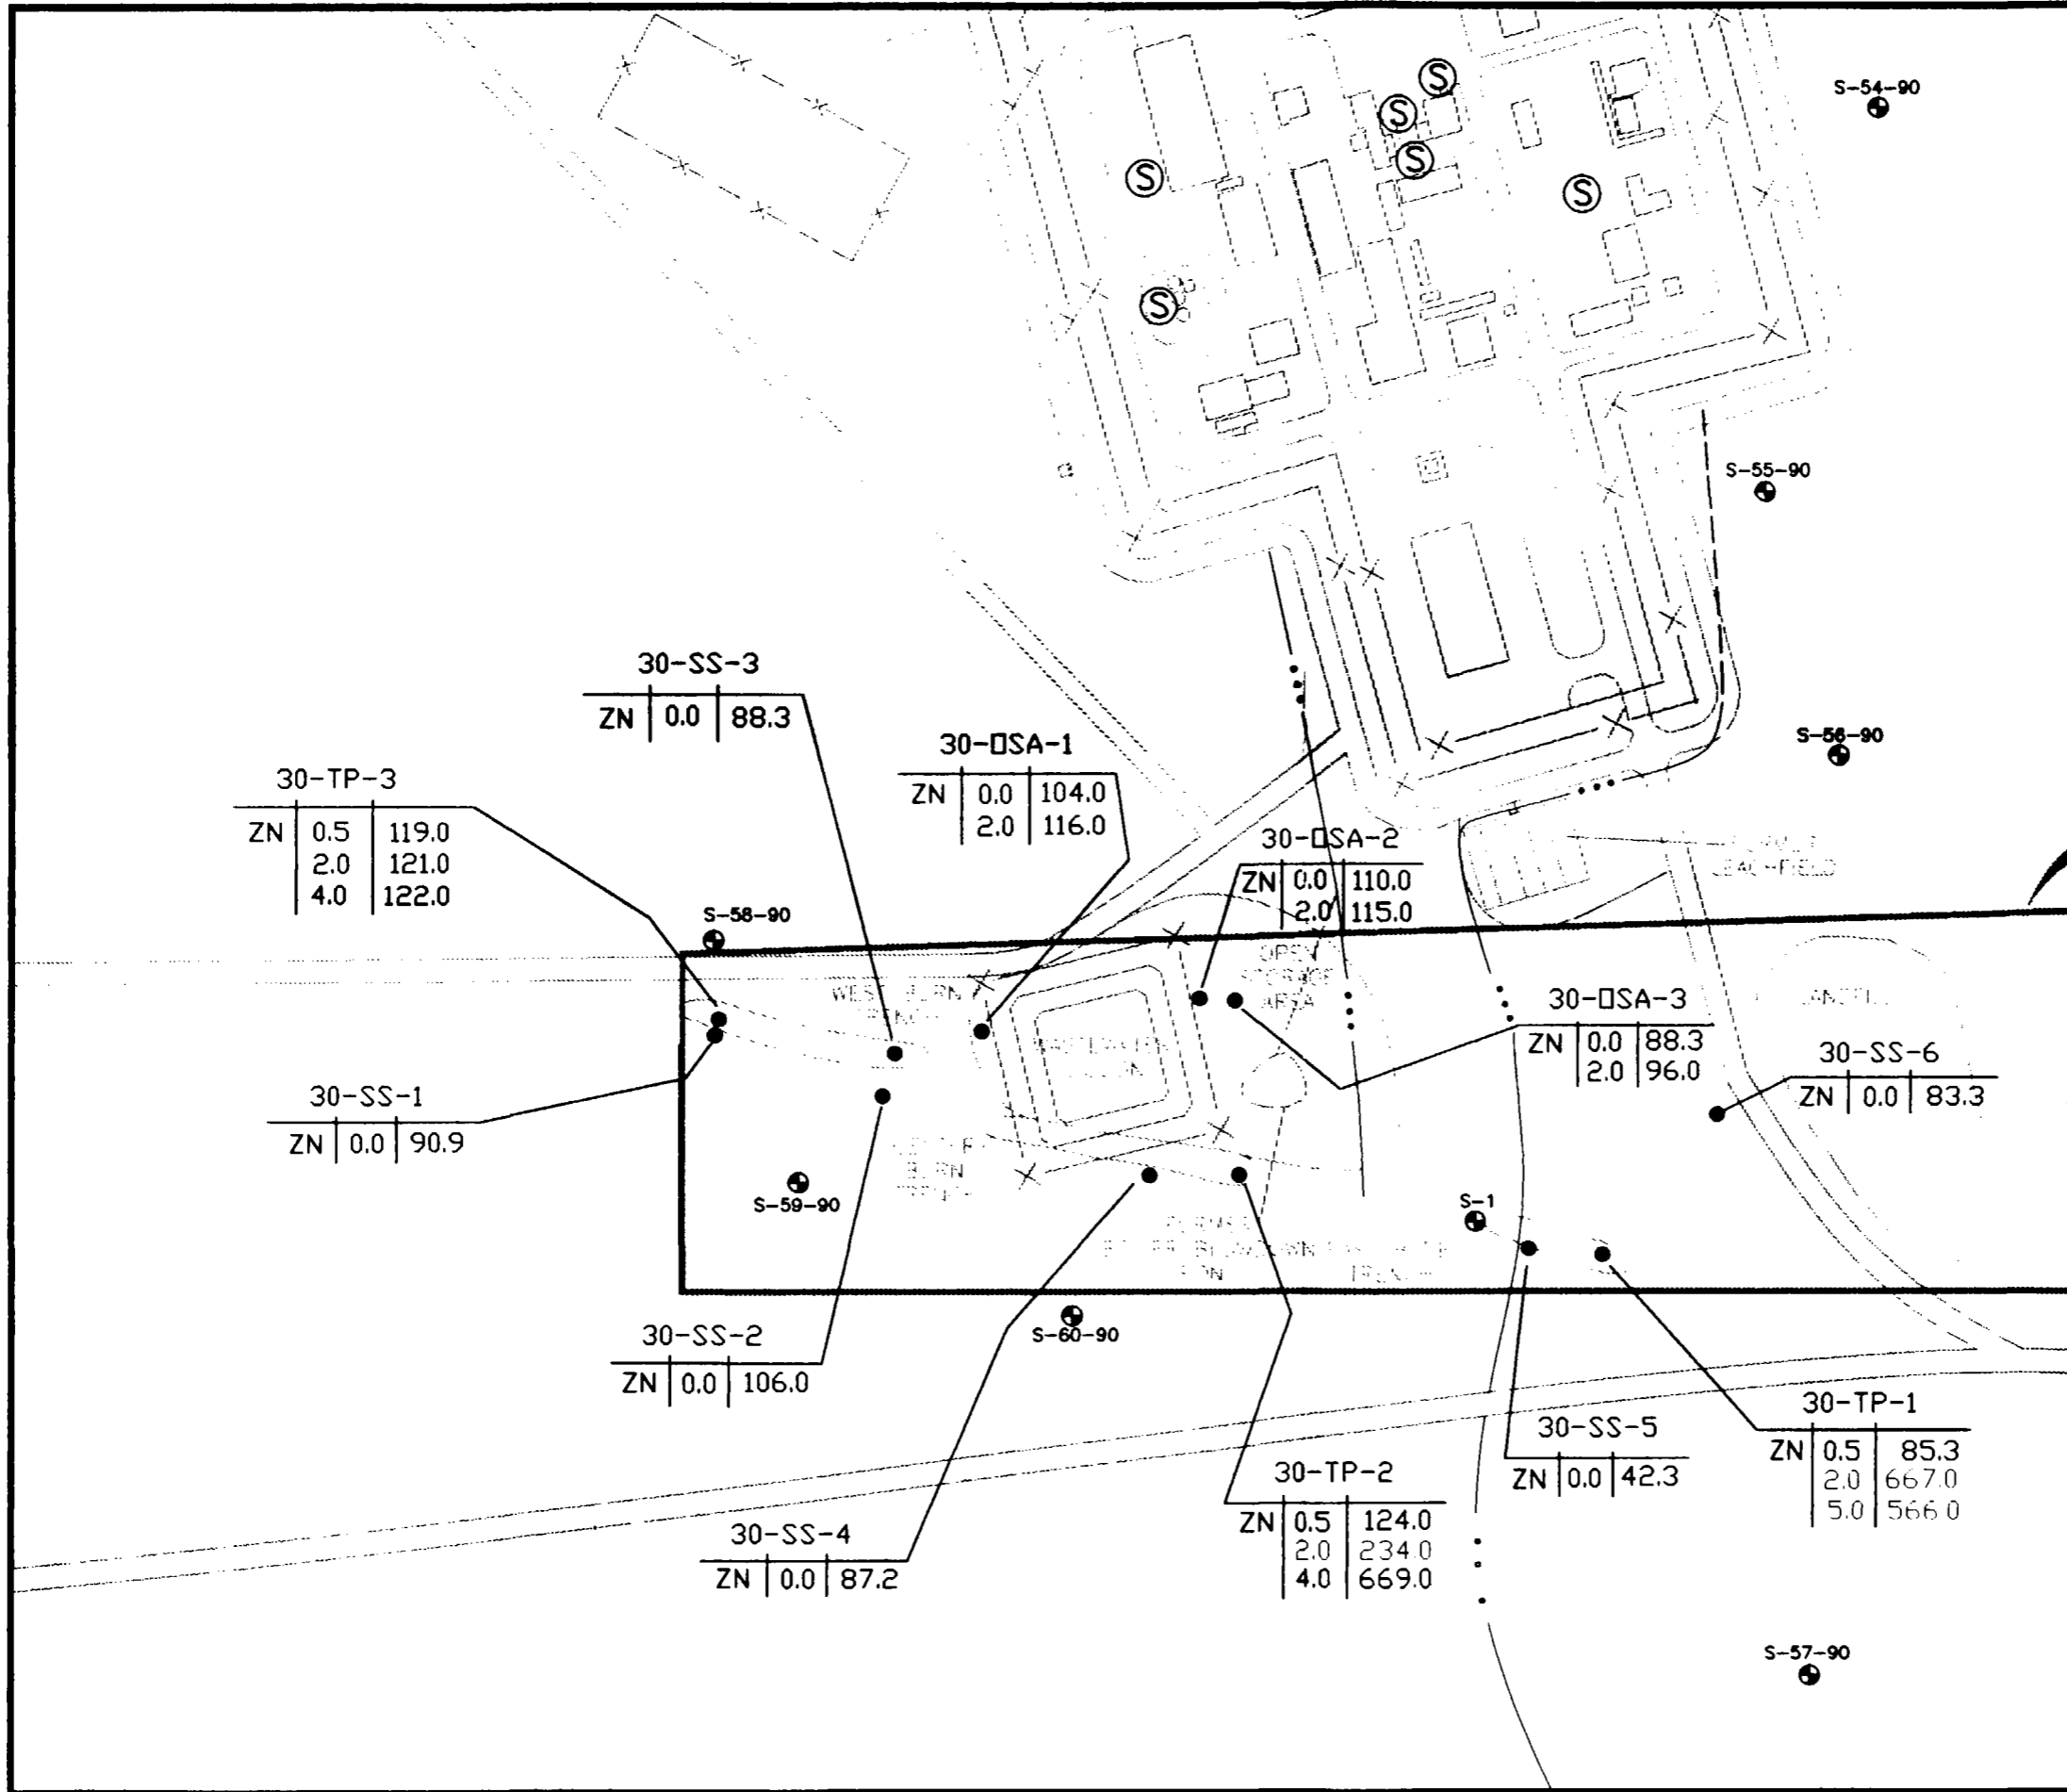 S-54-90
S
S
S
S
S
S
S-55-90
30-SS-3
ZN 0.0 88.3
S-56-90
30-OSA-1
ZN 0.0 104.0
2.0 116.0
30-TP-3
ZN 0.5 119.0
2.0 121.0
4.0 122.0
30-OSA-2
ZN 0.0 110.0
2.0 115.0
LEACHFIELD
S-58-90
OPEN
STORAGE
AREA
WEST BURN
30-OSA-3
ZN 0.0 88.3
2.0 96.0
30-SS-6
ZN 0.0 83.3
30-SS-1
ZN 0.0 90.9
BURN
S-59-90
S-1
S-60-90
30-SS-2
ZN 0.0 106.0
30-TP-1
ZN 0.5 85.3
2.0 667.0
5.0 566.0
30-SS-5
ZN 0.0 42.3
30-TP-2
ZN 0.5 124.0
2.0 234.0
4.0 669.0
30-SS-4
ZN 0.0 87.2
S-57-90